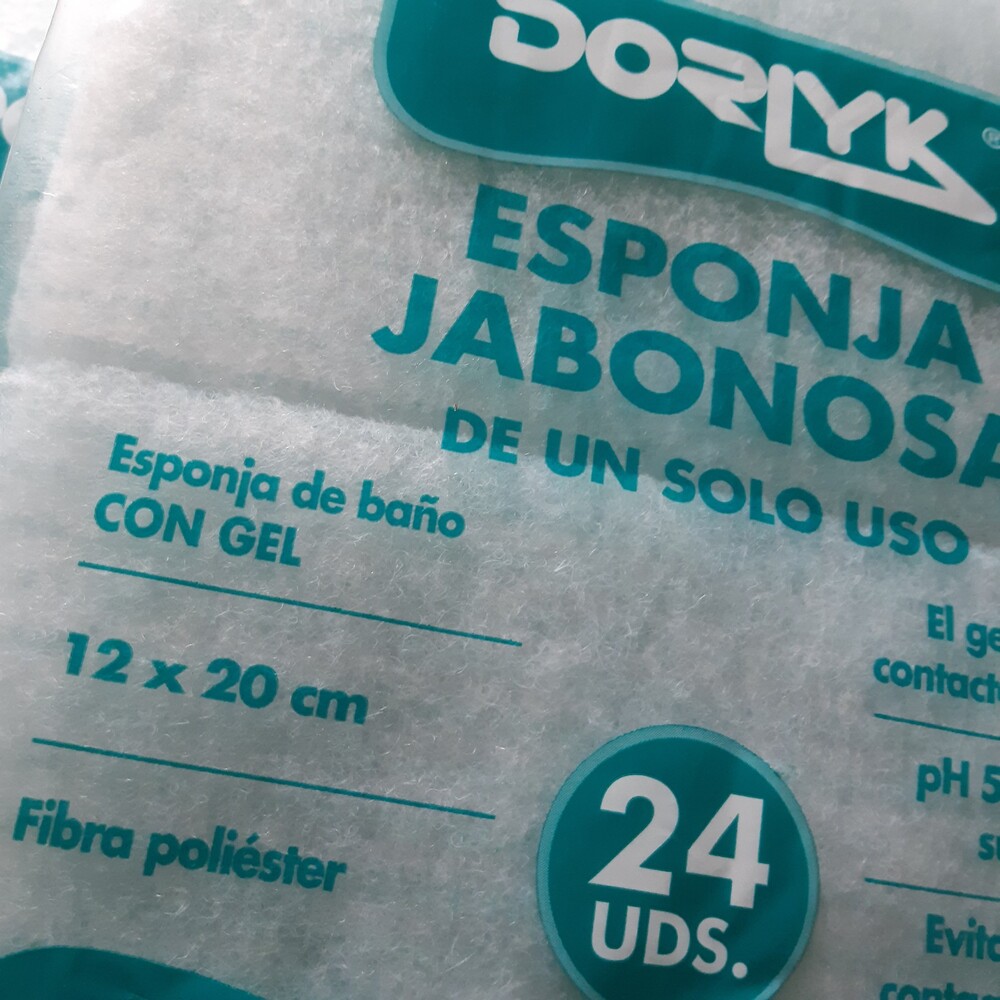 DORLYK
ESPONJA
JABONOSA
DE UN SOLO USO
Esponja de baño
CON GEL
12 x 20 cm
Fibra poliéster
24
UDS.
El
pH